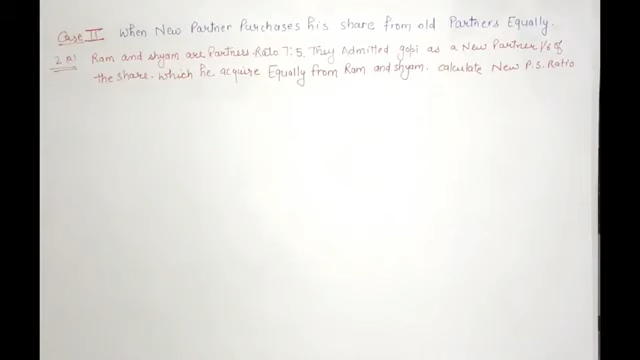 Case II When New Partner Purchases his share from old Partners Equally.
2.a) Ram and Shyam are Partners Rato 7:5. They Admitted gopi as a New Partner 1/6 of
the share. which he acquire Equally from Ram and Shyam. calculate New P.S. Ratio